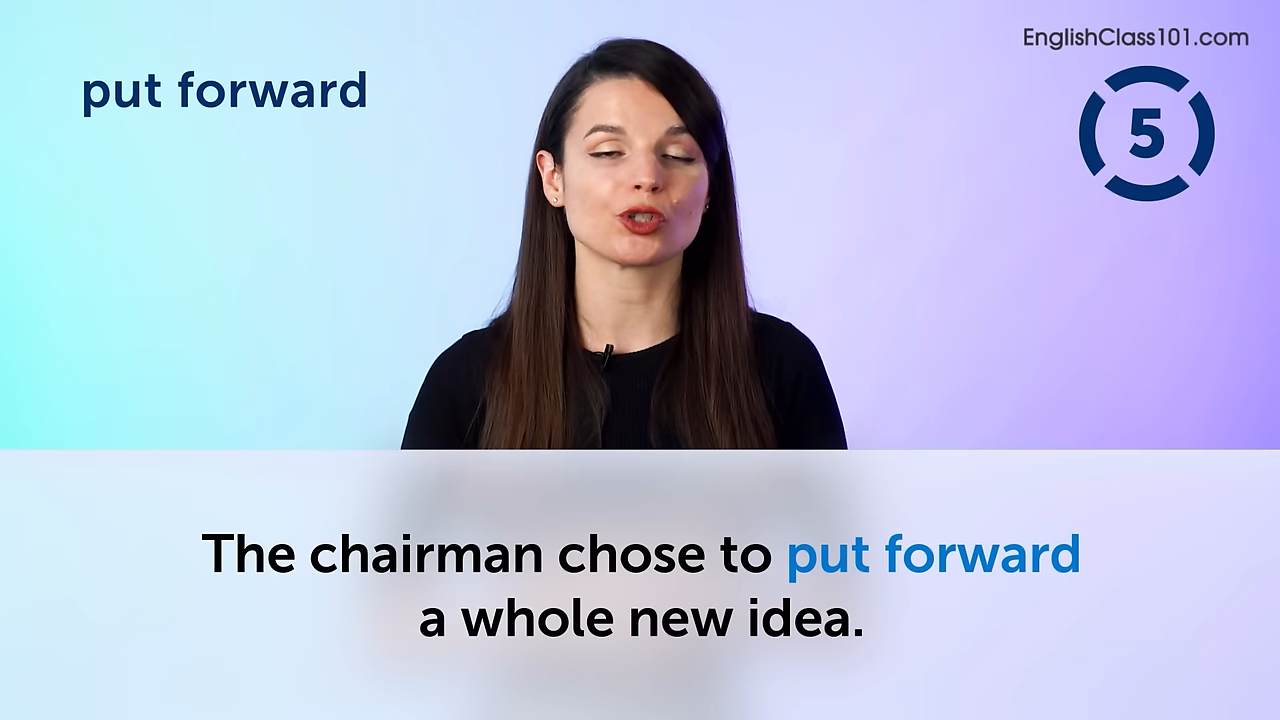 EnglishClass101.com
put forward
5
The chairman chose to put forward
a whole new idea.